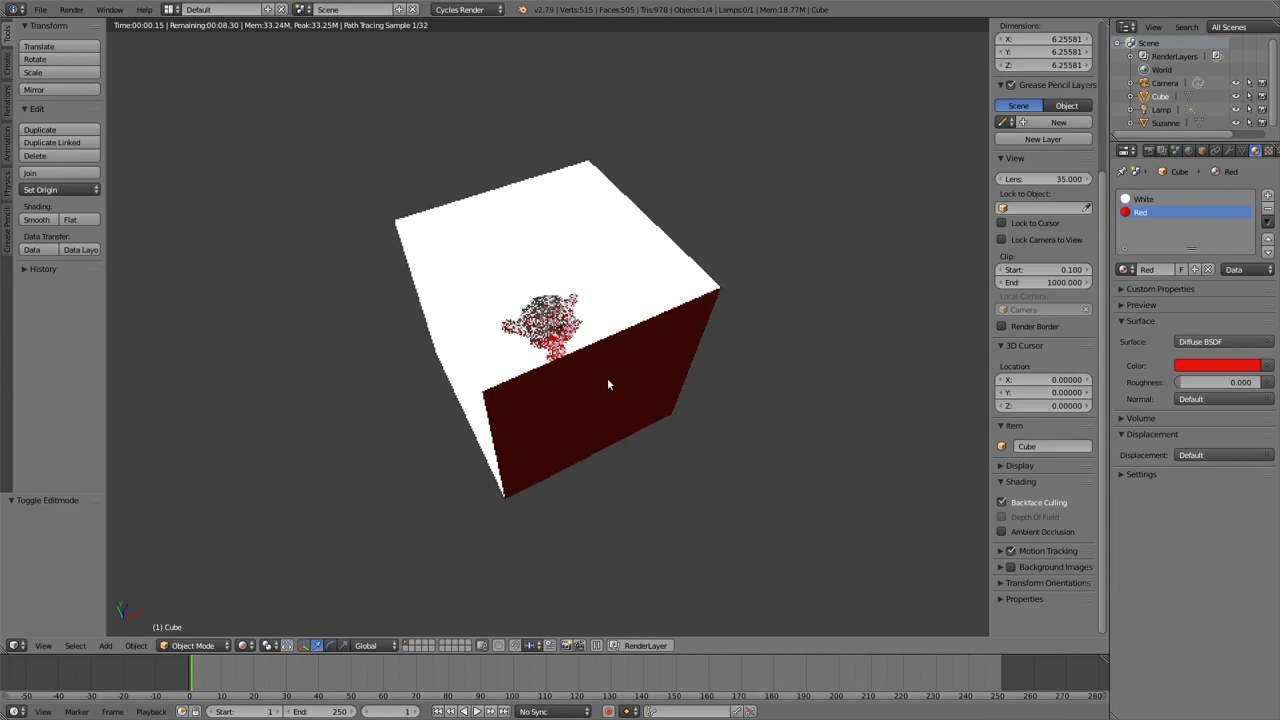 File Render Window Help Default Scene Cycles Render v2.79 | Verts:515 | Faces:505 | Tris:978 | Objects:1/4 | Lamps:0/1 | Mem:18.77M | Cube
Time:00:00.15 | Remaining:00:08.30 | Mem:33.24M, Peak:33.25M | Path Tracing Sample 1/32
Tools
Create
Relations
Animation
Physics
Grease Pencil
Transform
Translate
Rotate
Scale
Mirror
Edit
Duplicate
Duplicate Linked
Delete
Join
Set Origin
Shading:
Smooth Flat
Data Transfer:
Data Data Layo
History
Toggle Editmode
(1) Cube
Dimensions:
X: 6.25581
Y: 6.25581
Z: 6.25581
Grease Pencil Layers
Scene Object
New
New Layer
View
Lens: 35.000
Lock to Object:
Lock to Cursor
Lock Camera to View
Clip:
Start: 0.100
End: 1000.000
Local Camera:
Camera
Render Border
3D Cursor
Location:
X: 0.00000
Y: 0.00000
Z: 0.00000
Item
Cube
Display
Shading
Backface Culling
Depth Of Field
Ambient Occlusion
Motion Tracking
Background Images
Transform Orientations
Properties
View Search All Scenes
Scene
RenderLayers
World
Camera
Cube
Lamp
Suzanne
Cube Red
White
Red
Red F Data
Custom Properties
Preview
Surface
Surface: Diffuse BSDF
Color:
Roughness: 0.000
Normal: Default
Volume
Displacement
Displacement: Default
Settings
View Select Add Object Object Mode Global RenderLayer
-50 -40 -30 -20 -10 0 10 20 30 40 50 60 70 80 90 100 110 120 130 140 150 160 170 180 190 200 210 220 230 240 250 260 270 280
View Marker Frame Playback Start: 1 End: 250 1 No Sync